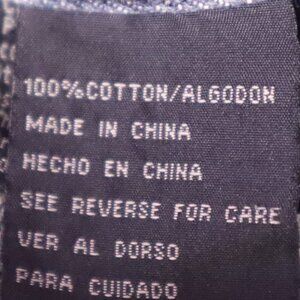 100%COTTON/ALGODON
MADE IN CHINA
HECHO EN CHINA
SEE REVERSE FOR CARE
VER AL DORSO
PARA CUIDADO